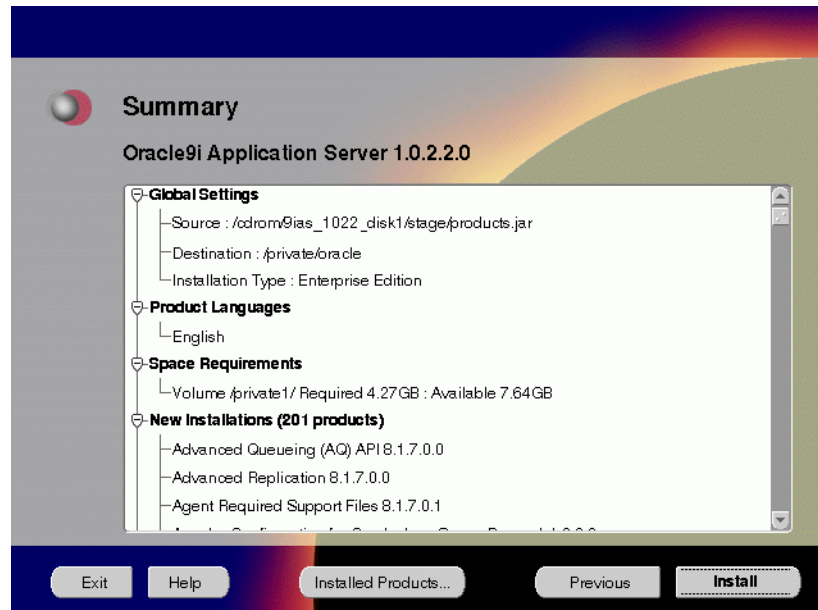 Summary
Oracle9i Application Server 1.0.2.2.0
Global Settings
Source : /cdrom/9ias_1022_disk1/stage/products.jar
Destination : /private/oracle
Installation Type : Enterprise Edition
Product Languages
English
Space Requirements
Volume /private1/ Required 4.27GB : Available 7.64GB
New Installations (201 products)
Advanced Queueing (AQ) API 8.1.7.0.0
Advanced Replication 8.1.7.0.0
Agent Required Support Files 8.1.7.0.1
Exit Help Installed Products... Previous Install